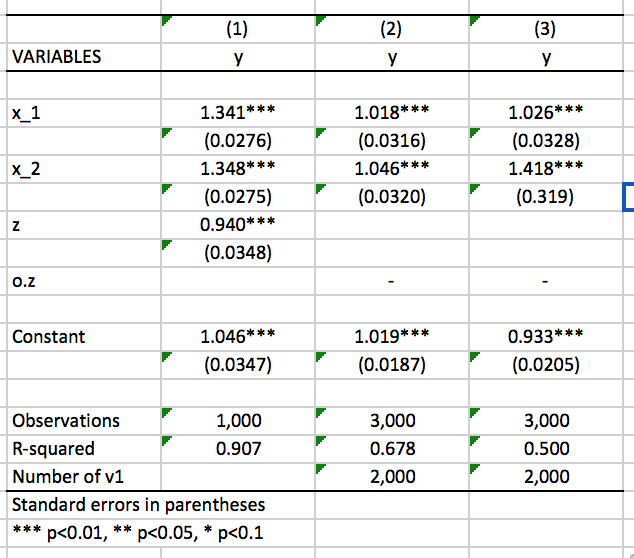 (1) (2) (3)
VARIABLES y y y
x_1 1.341*** 1.018*** 1.026***
(0.0276) (0.0316) (0.0328)
x_2 1.348*** 1.046*** 1.418***
(0.0275) (0.0320) (0.319)
z 0.940***
(0.0348)
o.z - -
Constant 1.046*** 1.019*** 0.933***
(0.0347) (0.0187) (0.0205)
Observations 1,000 3,000 3,000
R-squared 0.907 0.678 0.500
Number of v1 2,000 2,000
Standard errors in parentheses
*** p<0.01, ** p<0.05, * p<0.1